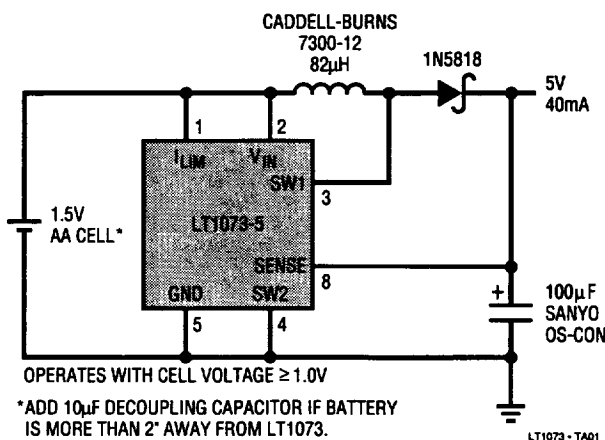 CADDELL-BURNS
7300-12
82µH
1N5818
5V
40mA
1
2
I_LIM
V_IN
SW1
3
1.5V
AA CELL*
LT1073-5
SENSE
8
GND
SW2
5
4
+
100µF
SANYO
OS-CON
OPERATES WITH CELL VOLTAGE ≥ 1.0V
*ADD 10µF DECOUPLING CAPACITOR IF BATTERY
IS MORE THAN 2" AWAY FROM LT1073.
LT1073 • TA01